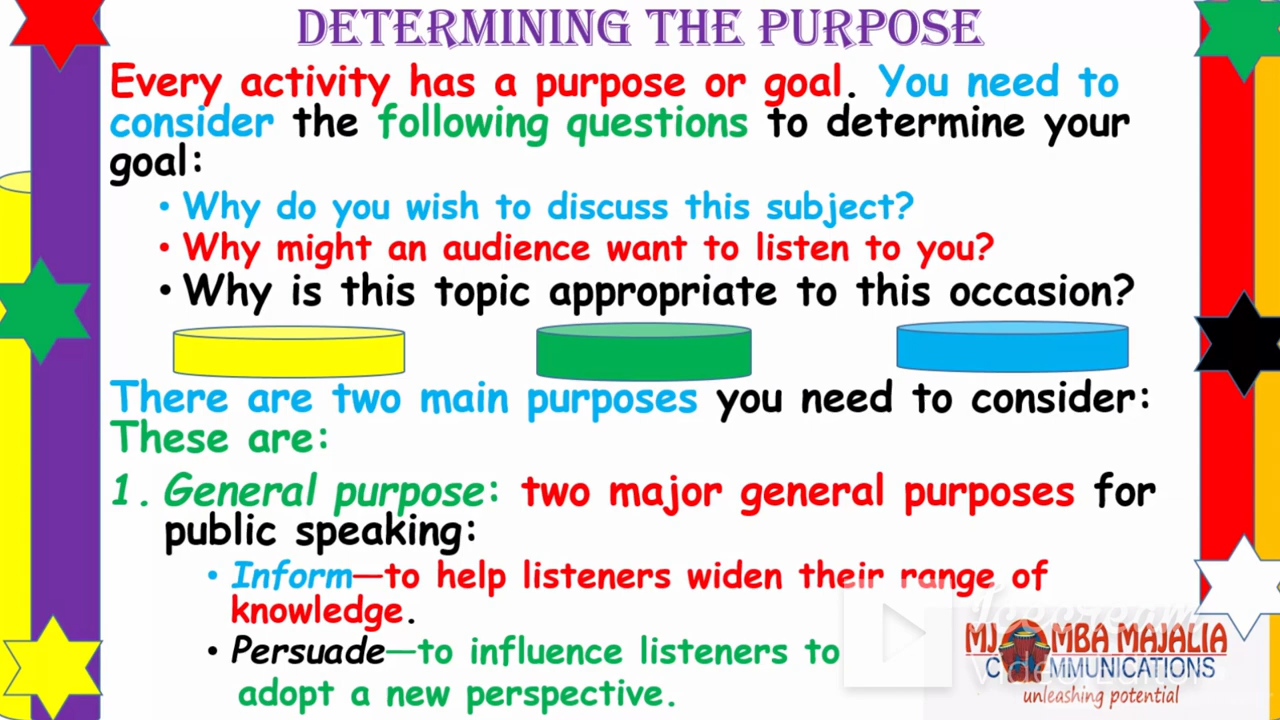 DETERMINING THE PURPOSE
Every activity has a purpose or goal. You need to
consider the following questions to determine your
goal:
• Why do you wish to discuss this subject?
• Why might an audience want to listen to you?
• Why is this topic appropriate to this occasion?
There are two main purposes you need to consider:
These are:
1. General purpose: two major general purposes for
public speaking:
• Inform—to help listeners widen their range of
knowledge.
• Persuade—to influence listeners to
adopt a new perspective.
MJOMBA MAJALIA
COMMUNICATIONS
unleashing potential